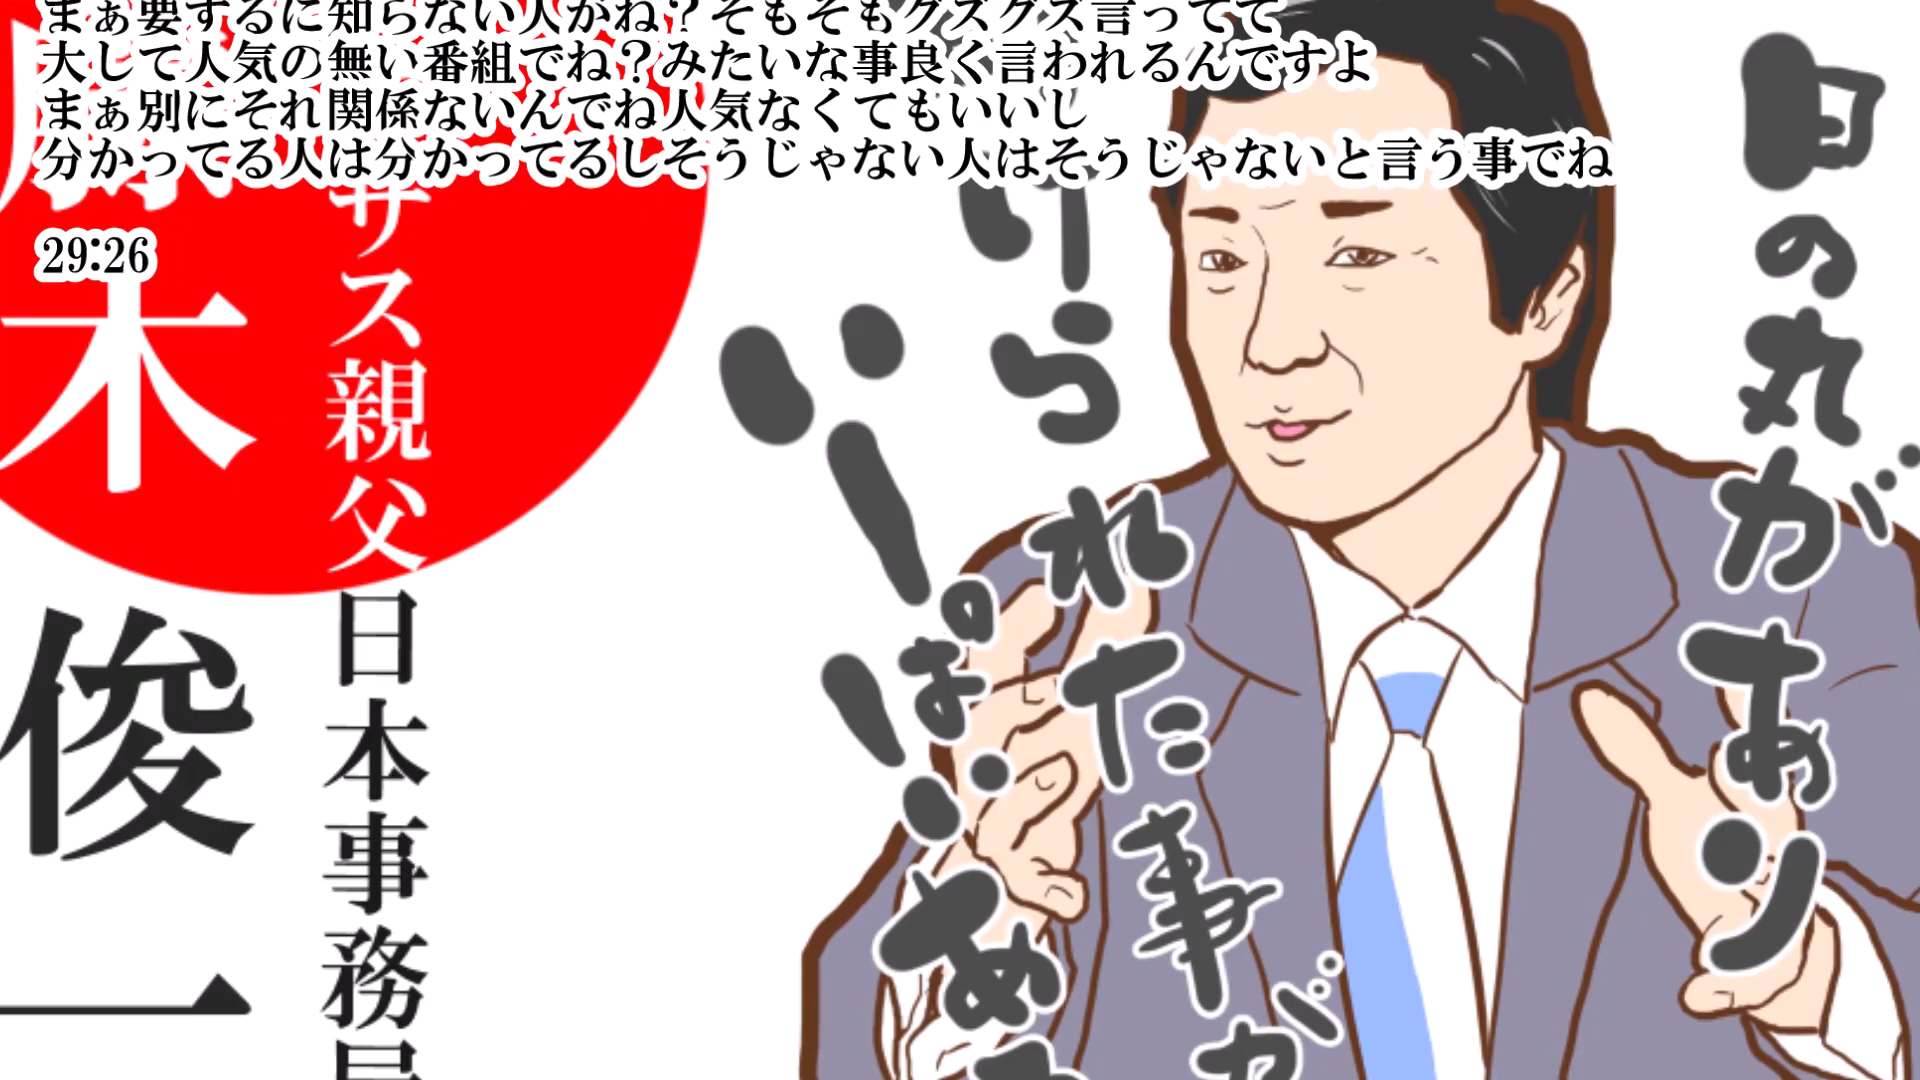 まぁ要するに知らない人がね？そもそもグズグズ言ってて
大して人気の無い番組でね？みたいな事良く言われるんですよ
まぁ別にそれ関係ないんでね人気なくてもいいし
分かってる人は分かってるしそうじゃない人はそうじゃないと言う事でね
29:26
日の丸がぁッ
けられた事が
いーっぱいある
サス親父日本事務局
木俊一